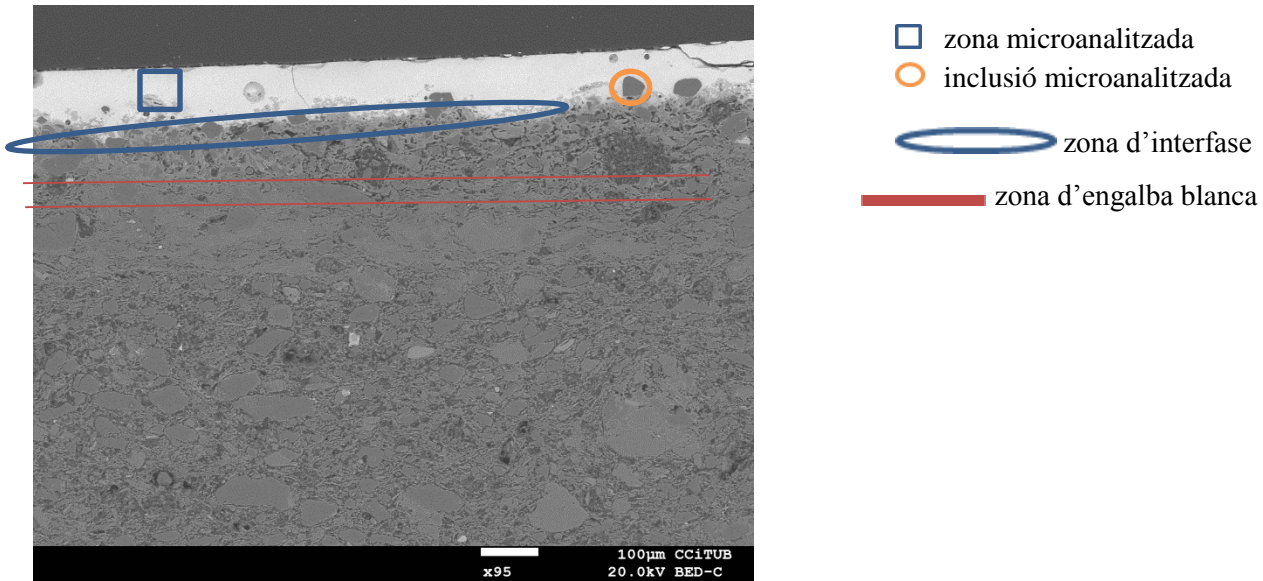 zona microanalitzada
inclusió microanalitzada
zona d'interfase
zona d'engalba blanca
100µm CCiTUB
x95 20.0kV BED-C